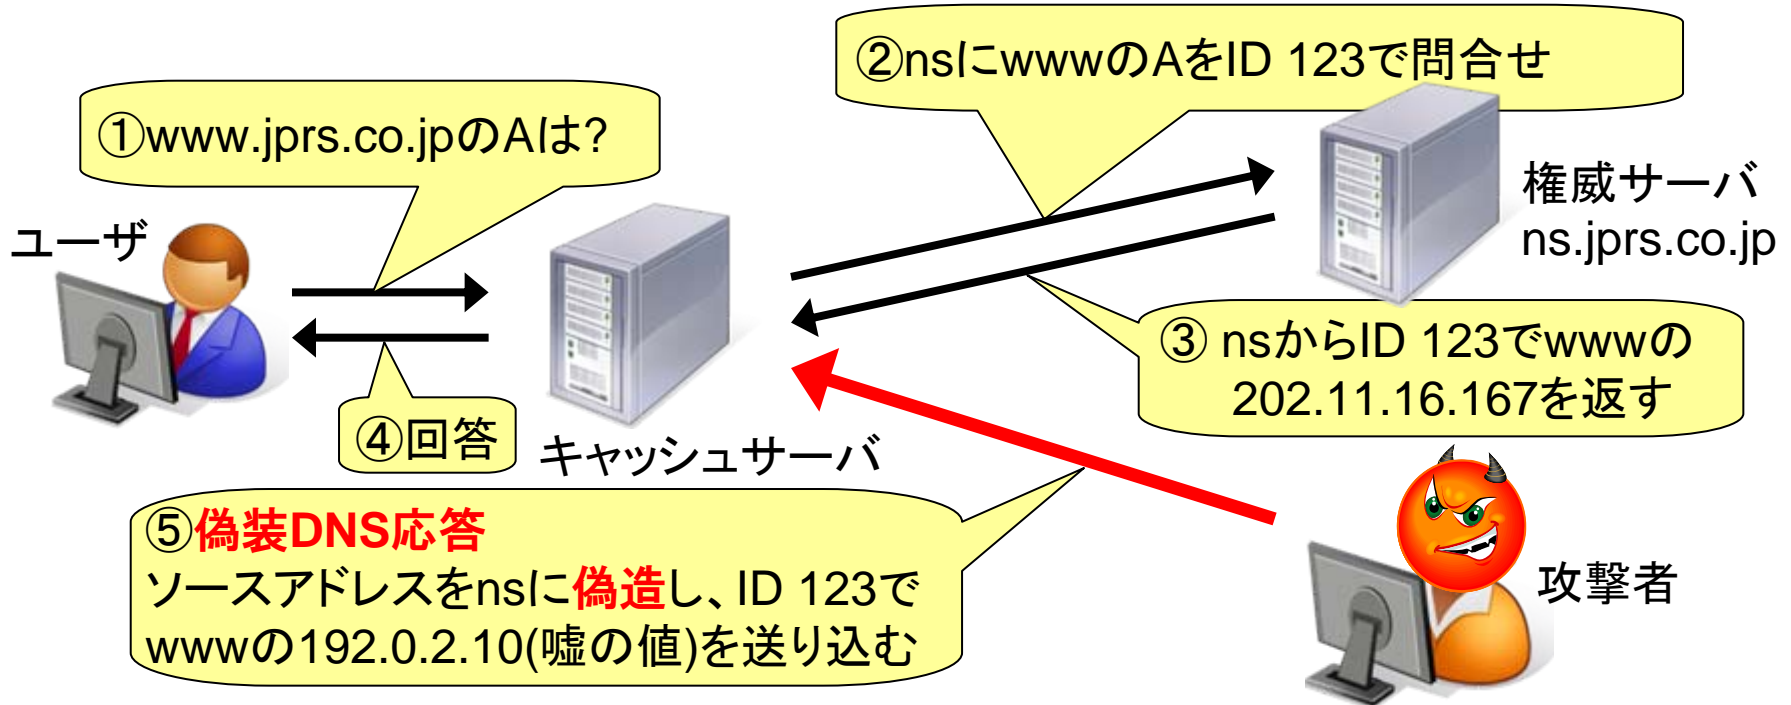 ②nsにwwwのAをID 123で問合せ
①www.jprs.co.jpのAは?
権威サーバ
ns.jprs.co.jp
ユーザ
③ nsからID 123でwwwの
202.11.16.167を返す
④回答
キャッシュサーバ
⑤偽装DNS応答
ソースアドレスをnsに偽造し、ID 123で
wwwの192.0.2.10(嘘の値)を送り込む
攻撃者